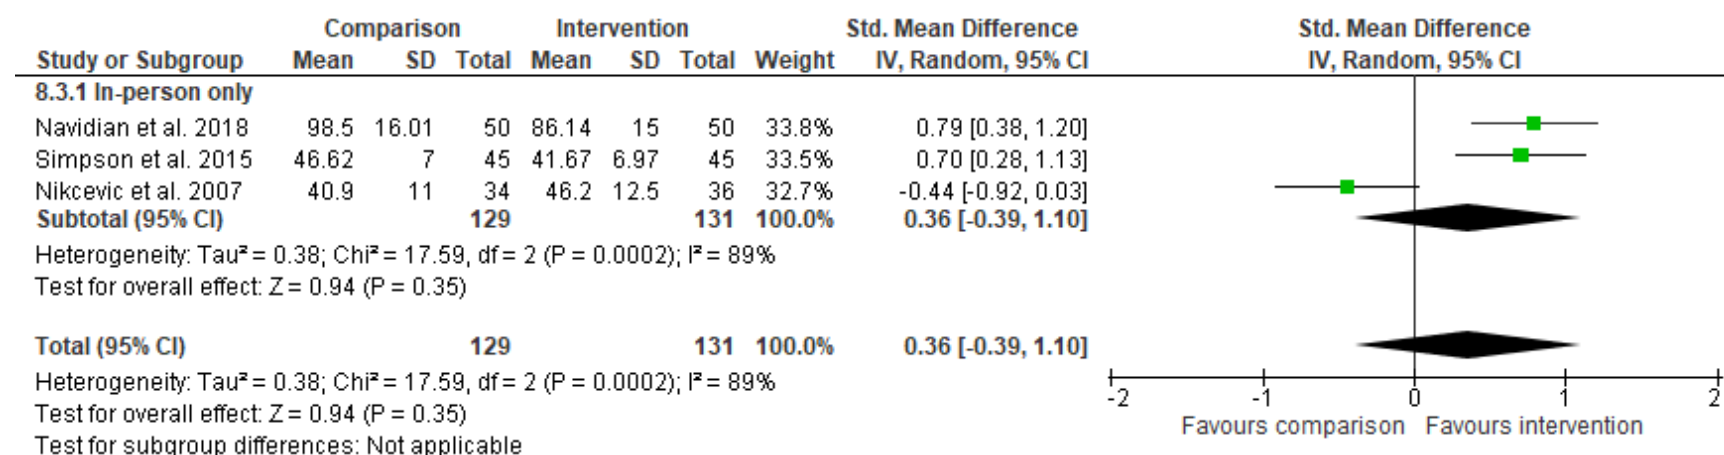 Comparison Intervention Std. Mean Difference Std. Mean Difference
Study or Subgroup Mean SD Total Mean SD Total Weight IV, Random, 95% CI IV, Random, 95% CI
8.3.1 In-person only
Navidian et al. 2018 98.5 16.01 50 86.14 15 50 33.8% 0.79 [0.38, 1.20]
Simpson et al. 2015 46.62 7 45 41.67 6.97 45 33.5% 0.70 [0.28, 1.13]
Nikcevic et al. 2007 40.9 11 34 46.2 12.5 36 32.7% -0.44 [-0.92, 0.03]
Subtotal (95% CI) 129 131 100.0% 0.36 [-0.39, 1.10]
Heterogeneity: Tau² = 0.38; Chi² = 17.59, df = 2 (P = 0.0002); I² = 89%
Test for overall effect: Z = 0.94 (P = 0.35)
Total (95% CI) 129 131 100.0% 0.36 [-0.39, 1.10]
Heterogeneity: Tau² = 0.38; Chi² = 17.59, df = 2 (P = 0.0002); I² = 89%
Test for overall effect: Z = 0.94 (P = 0.35)
Test for subgroup differences: Not applicable
-2 -1 0 1 2
Favours comparison Favours intervention